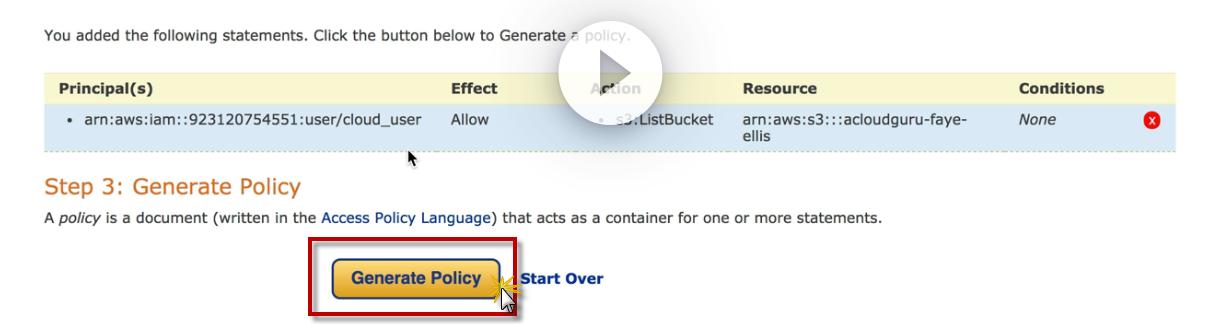 You added the following statements. Click the button below to Generate a policy.
Principal(s) Effect Action Resource Conditions
• arn:aws:iam::923120754551:user/cloud_user Allow • s3:ListBucket arn:aws:s3:::acloudguru-faye- None x
ellis
Step 3: Generate Policy
A policy is a document (written in the Access Policy Language) that acts as a container for one or more statements.
Generate Policy Start Over